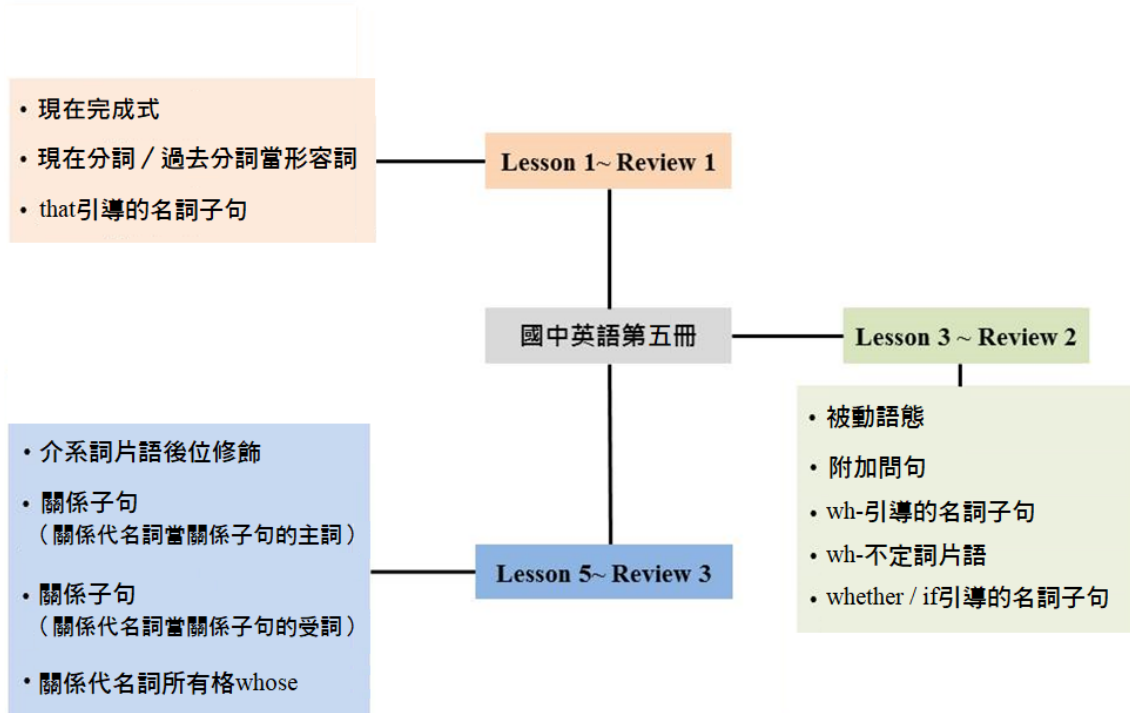 • 現在完成式
• 現在分詞／過去分詞當形容詞
• that引導的名詞子句
Lesson 1~ Review 1
國中英語第五冊
Lesson 3 ~ Review 2
• 被動語態
• 附加問句
• wh-引導的名詞子句
• wh-不定詞片語
• whether / if引導的名詞子句
• 介系詞片語後位修飾
• 關係子句
（關係代名詞當關係子句的主詞）
• 關係子句
（關係代名詞當關係子句的受詞）
• 關係代名詞所有格whose
Lesson 5~ Review 3